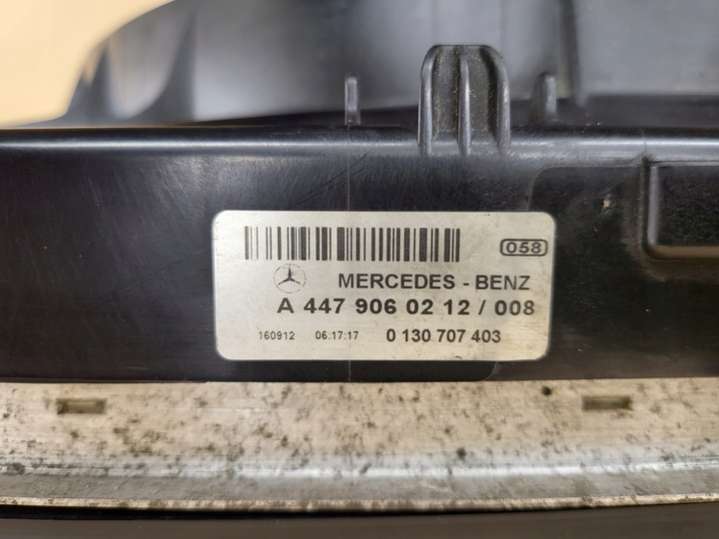 058
MERCEDES - BENZ
A 447 906 02 12 / 008
160912 06.17:17 0 130 707 403